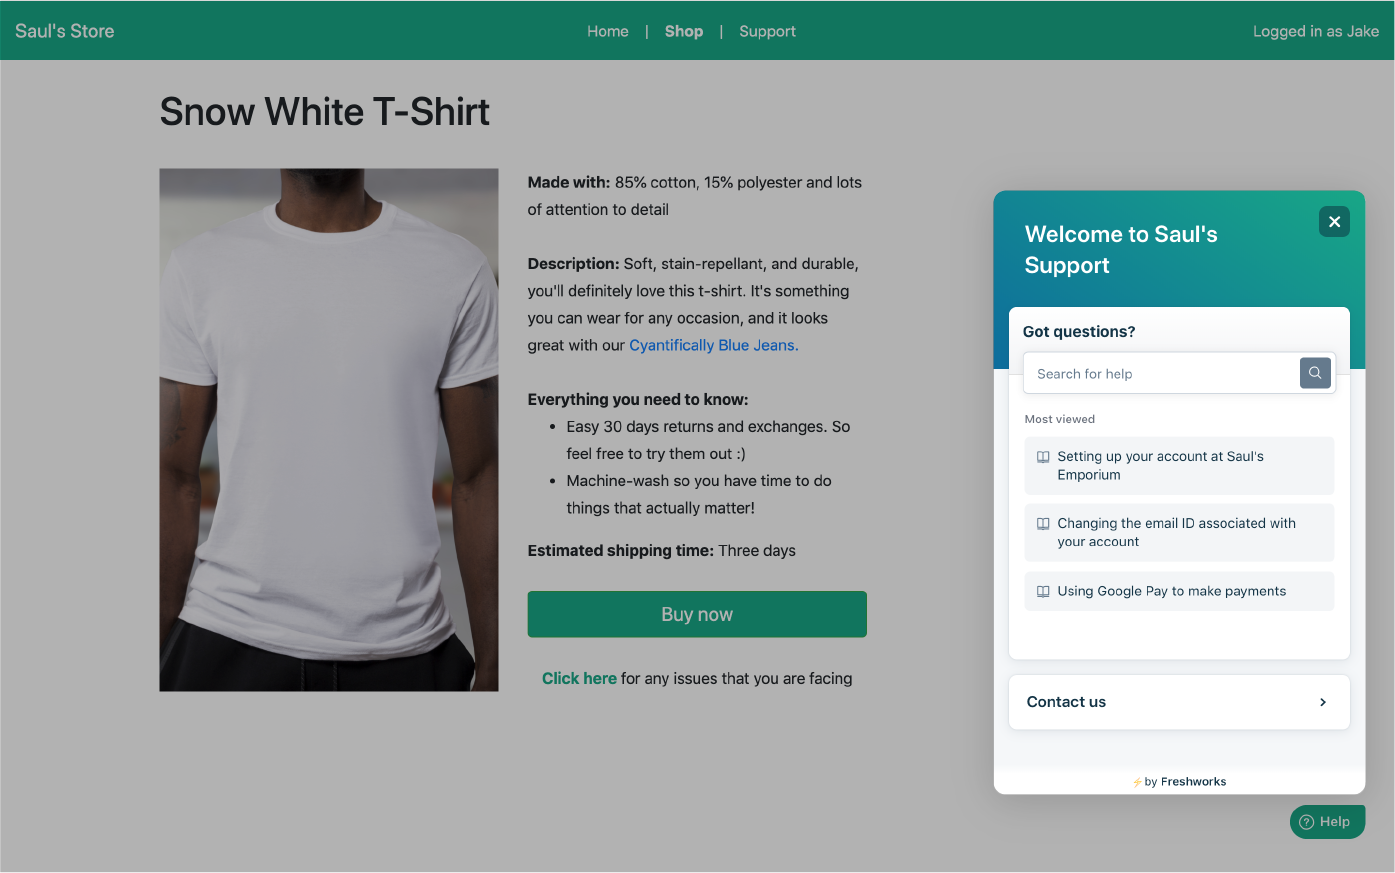 Saul's Store
Home | Shop | Support
Logged in as Jake
Snow White T-Shirt
Made with: 85% cotton, 15% polyester and lots
of attention to detail
Description: Soft, stain-repellant, and durable,
you'll definitely love this t-shirt. It's something
you can wear for any occasion, and it looks
great with our Cyantifically Blue Jeans.
Everything you need to know:
• Easy 30 days returns and exchanges. So
feel free to try them out :)
• Machine-wash so you have time to do
things that actually matter!
Estimated shipping time: Three days
Buy now
Click here for any issues that you are facing
Welcome to Saul's
Support
Got questions?
Search for help
Most viewed
Setting up your account at Saul's
Emporium
Changing the email ID associated with
your account
Using Google Pay to make payments
Contact us
by Freshworks
Help